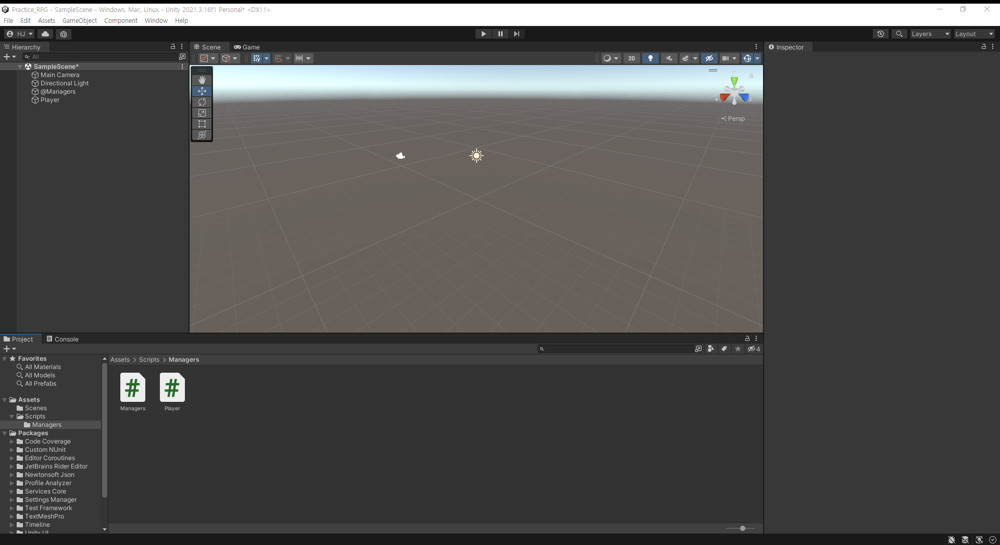 Practice_RPG - SampleScene - Windows, Mac, Linux - Unity 2021.3.16f1 Personal* <DX11>
File Edit Assets GameObject Component Window Help
HJ
Layers Layout
Hierarchy
All
SampleScene*
Main Camera
Directional Light
@Managers
Player
Scene Game
2D
y
x z
Persp
Inspector
Project Console
4
Favorites
All Materials
All Models
All Prefabs
Assets
Scenes
Scripts
Managers
Packages
Code Coverage
Custom NUnit
Editor Coroutines
JetBrains Rider Editor
Newtonsoft Json
Profile Analyzer
Services Core
Settings Manager
Test Framework
TextMeshPro
Timeline
Unity UI
Assets > Scripts > Managers
# #
Managers Player